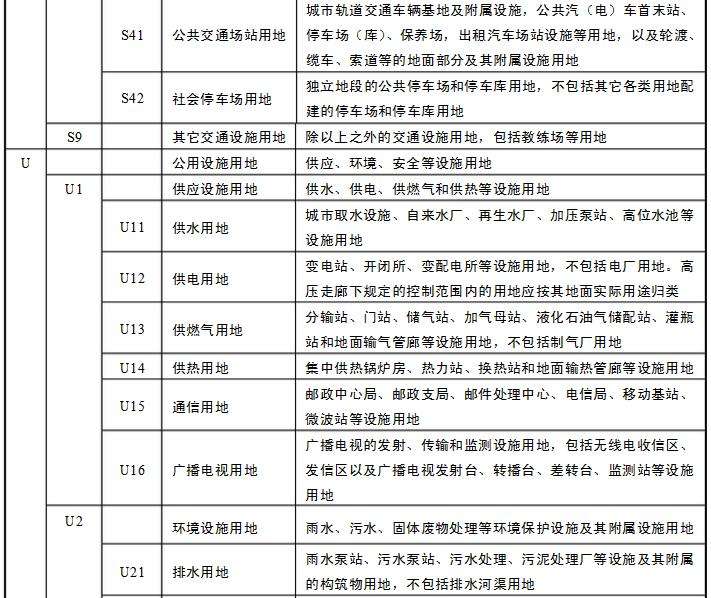 城市轨道交通车辆基地及附属设施，公共汽（电）车首末站、
S41 公共交通场站用地 停车场（库）、保养场，出租汽车场站设施等用地，以及轮渡、
缆车、索道等的地面部分及其附属设施用地
S42 社会停车场用地 独立地段的公共停车场和停车库用地，不包括其它各类用地配
建的停车场和停车库用地
S9 其它交通设施用地 除以上之外的交通设施用地，包括教练场等用地
U 公用设施用地 供应、环境、安全等设施用地
U1 供应设施用地 供水、供电、供燃气和供热等设施用地
U11 供水用地 城市取水设施、自来水厂、再生水厂、加压泵站、高位水池等
设施用地
U12 供电用地 变电站、开闭所、变配电所等设施用地，不包括电厂用地。高
压走廊下规定的控制范围内的用地应按其地面实际用途归类
U13 供燃气用地 分输站、门站、储气站、加气母站、液化石油气储配站、灌瓶
站和地面输气管廊等设施用地，不包括制气厂用地
U14 供热用地 集中供热锅炉房、热力站、换热站和地面输热管廊等设施用地
U15 通信用地 邮政中心局、邮政支局、邮件处理中心、电信局、移动基站、
微波站等设施用地
U16 广播电视用地 广播电视的发射、传输和监测设施用地，包括无线电收信区、
发信区以及广播电视发射台、转播台、差转台、监测站等设施
用地
U2 环境设施用地 雨水、污水、固体废物处理等环境保护设施及其附属设施用地
U21 排水用地 雨水泵站、污水泵站、污水处理、污泥处理厂等设施及其附属
的构筑物用地，不包括排水河渠用地